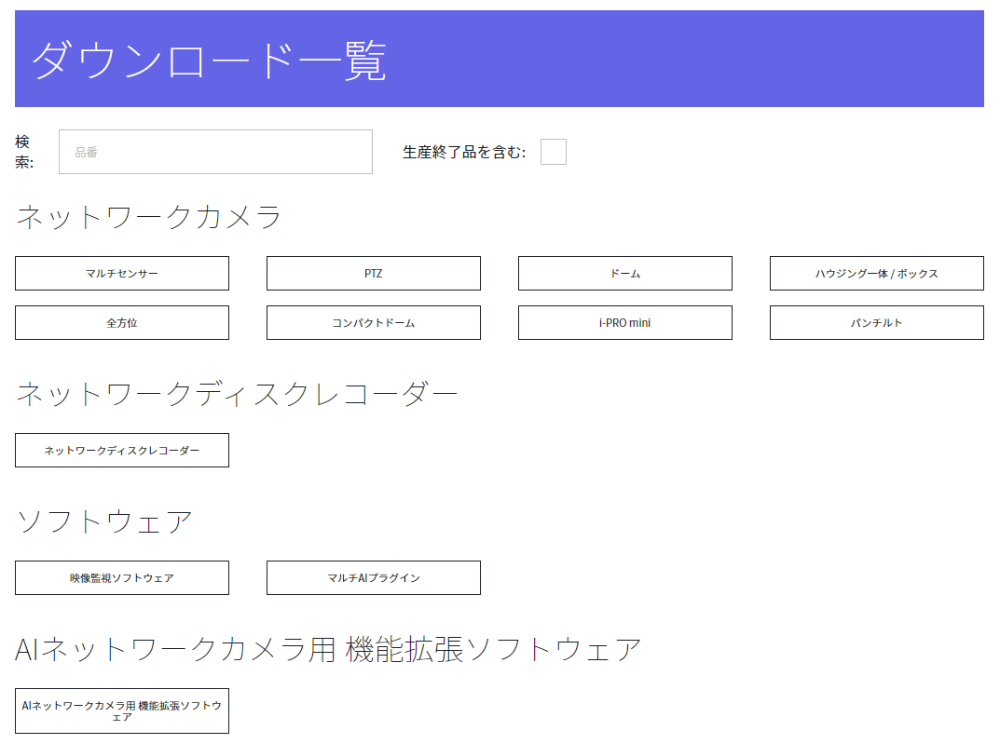 ダウンロード一覧
検
索:
品番
生産終了品を含む:
ネットワークカメラ
マルチセンサー
PTZ
ドーム
ハウジング一体 / ボックス
全方位
コンパクトドーム
i-PRO mini
パンチルト
ネットワークディスクレコーダー
ネットワークディスクレコーダー
ソフトウェア
映像監視ソフトウェア
マルチAIプラグイン
AIネットワークカメラ用 機能拡張ソフトウェア
AIネットワークカメラ用 機能拡張ソフトウ
ェア